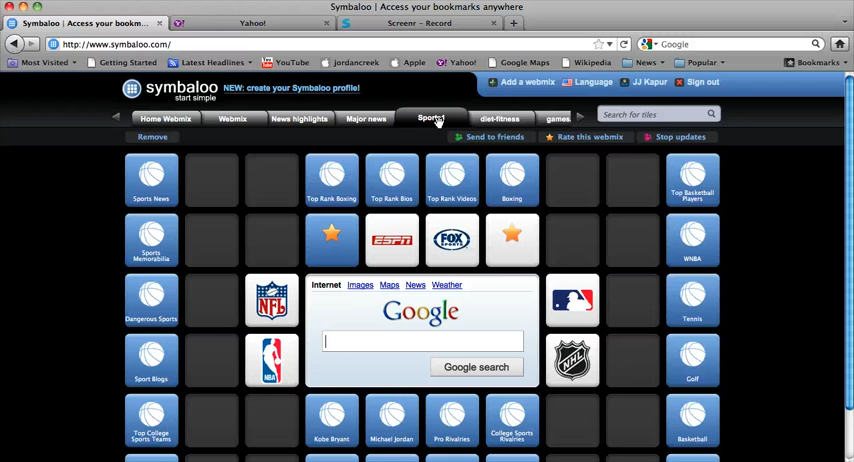 Symbaloo | Access your bookmarks anywhere
Symbaloo | Access your bookm...
Yahoo!
Screenr - Record
http://www.symbaloo.com/
Google
Most Visited
Getting Started
Latest Headlines
YouTube
jordancreek
Apple
Yahoo!
Google Maps
Wikipedia
News
Popular
Bookmarks
symbaloo
start simple
NEW: create your Symbaloo profile!
Add a webmix
Language
JJ Kapur
Sign out
Home Webmix
Webmix
News highlights
Major news
Sports1
diet-fitness
games
Search for tiles
Remove
Send to friends
Rate this webmix
Stop updates
Sports News
Top Rank Boxing
Top Rank Bios
Top Rank Videos
Boxing
Top Basketball
Players
Sports
Memorabilia
ESPN
FOX
SPORTS
WNBA
Dangerous Sports
NFL
Internet Images Maps News Weather
Google
Google search
Tennis
Sport Blogs
NBA
NHL
Golf
Top College
Sports Teams
Kobe Bryant
Michael Jordan
Pro Rivalries
College Sports
Rivalries
Basketball